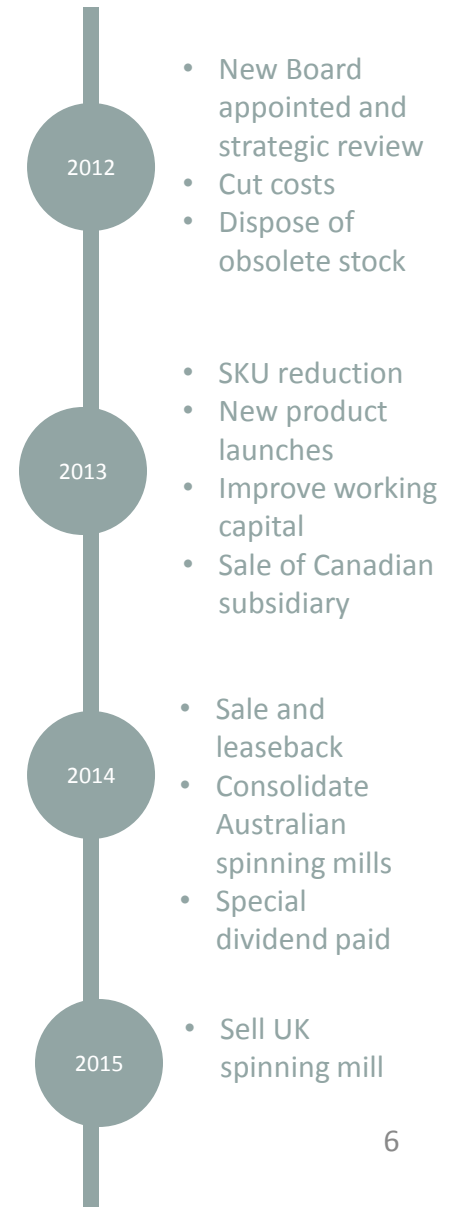 2012
• New Board
appointed and
strategic review
• Cut costs
• Dispose of
obsolete stock
2013
• SKU reduction
• New product
launches
• Improve working
capital
• Sale of Canadian
subsidiary
2014
• Sale and
leaseback
• Consolidate
Australian
spinning mills
• Special
dividend paid
2015
• Sell UK
spinning mill
6